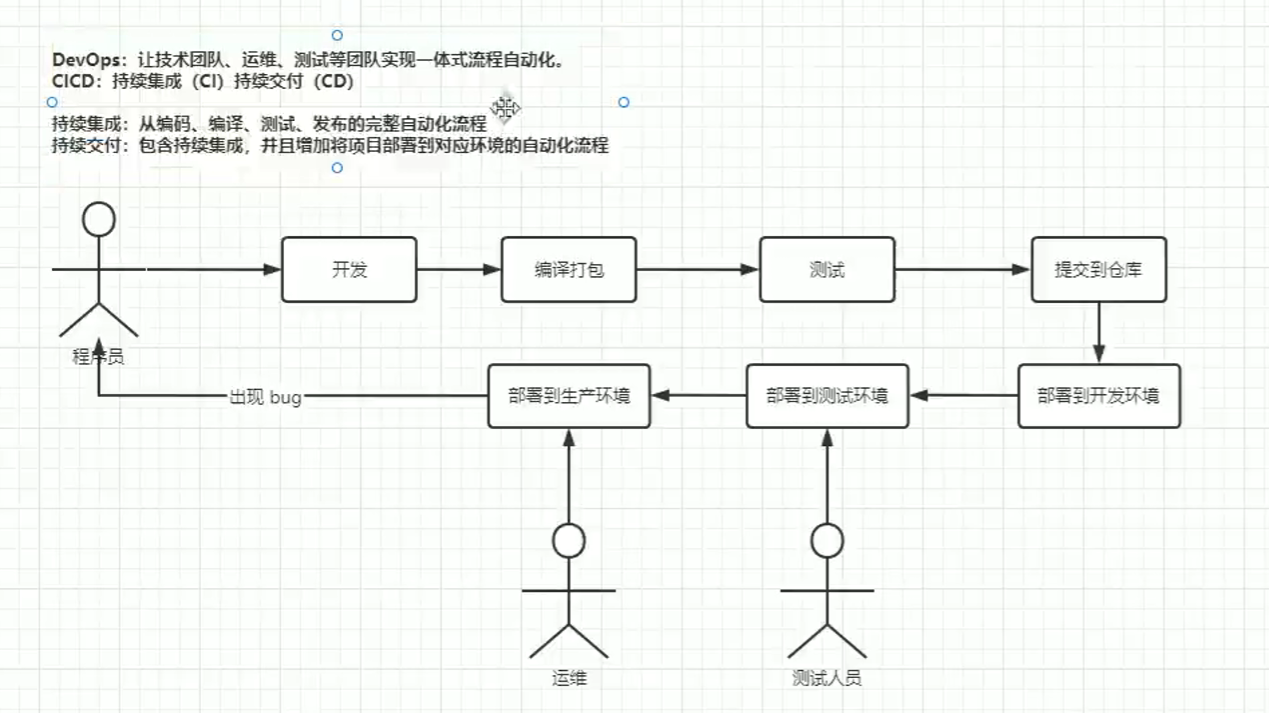 DevOps：让技术团队、运维、测试等团队实现一体式流程自动化。
CICD：持续集成（CI）持续交付（CD）
持续集成：从编码、编译、测试、发布的完整自动化流程
持续交付：包含持续集成，并且增加将项目部署到对应环境的自动化流程
开发
编译打包
测试
提交到仓库
程序员
出现 bug
部署到生产环境
部署到测试环境
部署到开发环境
运维
测试人员